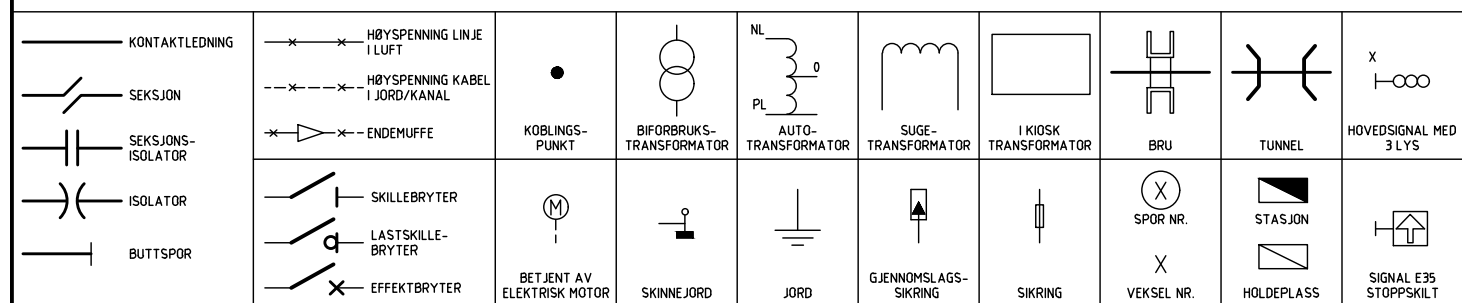 KONTAKTLEDNING
SEKSJON
SEKSJONS-
ISOLATOR
ISOLATOR
BUTTSPOR
HØYSPENNING LINJE
I LUFT
HØYSPENNING KABEL
I JORD/KANAL
ENDEMUFFE
KOBLINGS-
PUNKT
BIFORBRUKS-
TRANSFORMATOR
NL
0
PL
AUTO-
TRANSFORMATOR
SUGE-
TRANSFORMATOR
I KIOSK
TRANSFORMATOR
BRU
TUNNEL
X
HOVEDSIGNAL MED
3 LYS
SKILLEBRYTER
LASTSKILLE-
BRYTER
EFFEKTBRYTER
M
BETJENT AV
ELEKTRISK MOTOR
SKINNEJORD
JORD
GJENNOMSLAGS-
SIKRING
SIKRING
X
SPOR NR.
X
VEKSEL NR.
STASJON
HOLDEPLASS
SIGNAL E35
STOPPSKILT